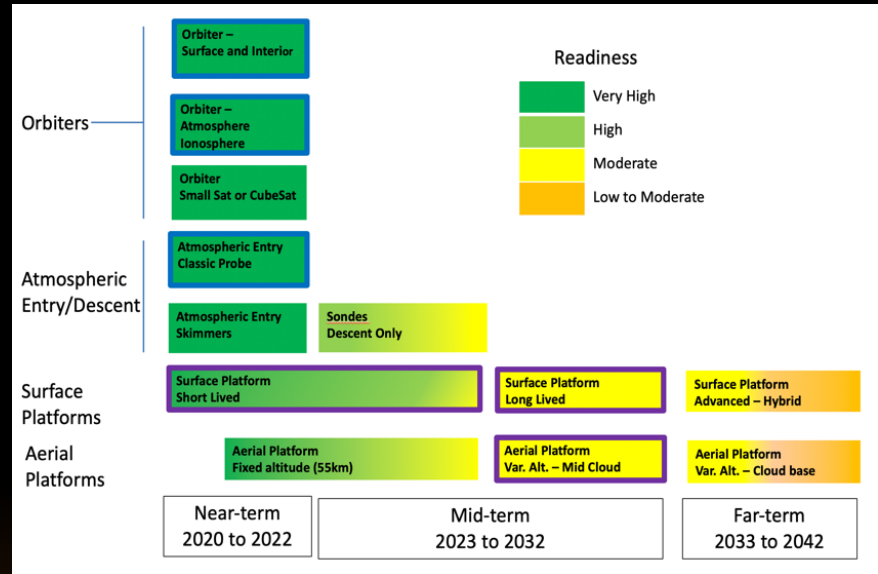 Orbiter –
Surface and Interior
Readiness
Very High
Orbiters
Orbiter –
Atmosphere
Ionosphere
High
Moderate
Orbiter
Small Sat or CubeSat
Low to Moderate
Atmospheric
Entry/Descent
Atmospheric Entry
Classic Probe
Atmospheric Entry
Skimmers
Sondes
Descent Only
Surface
Platforms
Surface Platform
Short Lived
Surface Platform
Long Lived
Surface Platform
Advanced – Hybrid
Aerial
Platforms
Aerial Platform
Fixed altitude (55km)
Aerial Platform
Var. Alt. – Mid Cloud
Aerial Platform
Var. Alt. – Cloud base
Near-term
2020 to 2022
Mid-term
2023 to 2032
Far-term
2033 to 2042